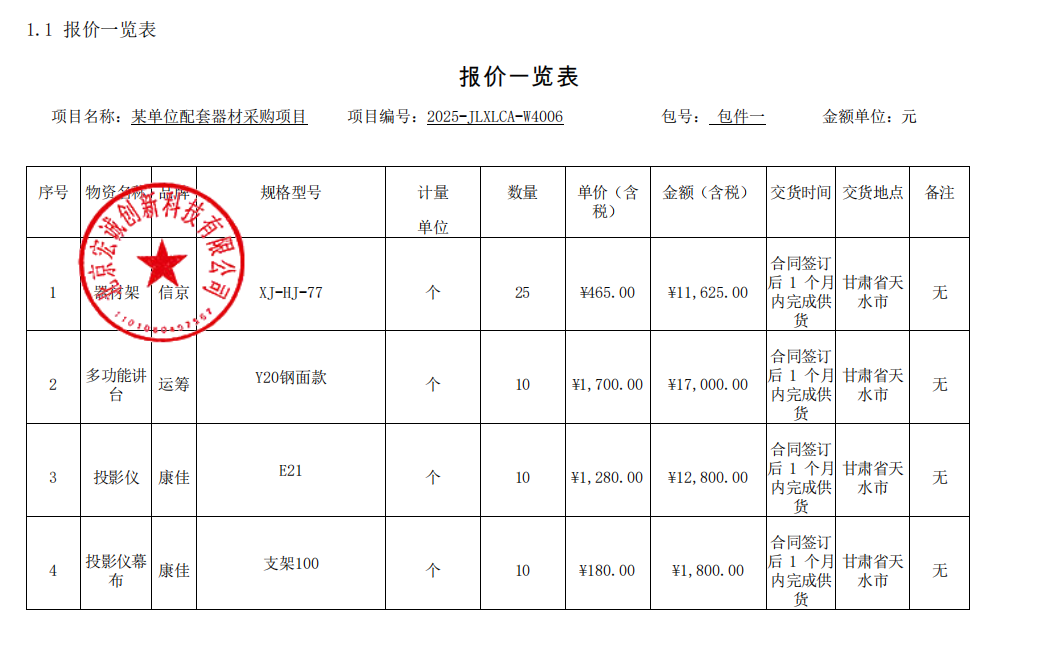 1.1 报价一览表
报价一览表
项目名称：某单位配套器材采购项目 项目编号：2025-JLXLCA-W4006 包号：包件一 金额单位：元
序号 物资名称 品牌 规格型号 计量单位 数量 单价（含税） 金额（含税） 交货时间 交货地点 备注
1 器材架 信京 XJ-HJ-77 个 25 ¥465.00 ¥11,625.00 合同签订后 1 个月内完成供货 甘肃省天水市 无
2 多功能讲台 运筹 Y20钢面款 个 10 ¥1,700.00 ¥17,000.00 合同签订后 1 个月内完成供货 甘肃省天水市 无
3 投影仪 康佳 E21 个 10 ¥1,280.00 ¥12,800.00 合同签订后 1 个月内完成供货 甘肃省天水市 无
4 投影仪幕布 康佳 支架100 个 10 ¥180.00 ¥1,800.00 合同签订后 1 个月内完成供货 甘肃省天水市 无
京宏诚创新科技有限公司